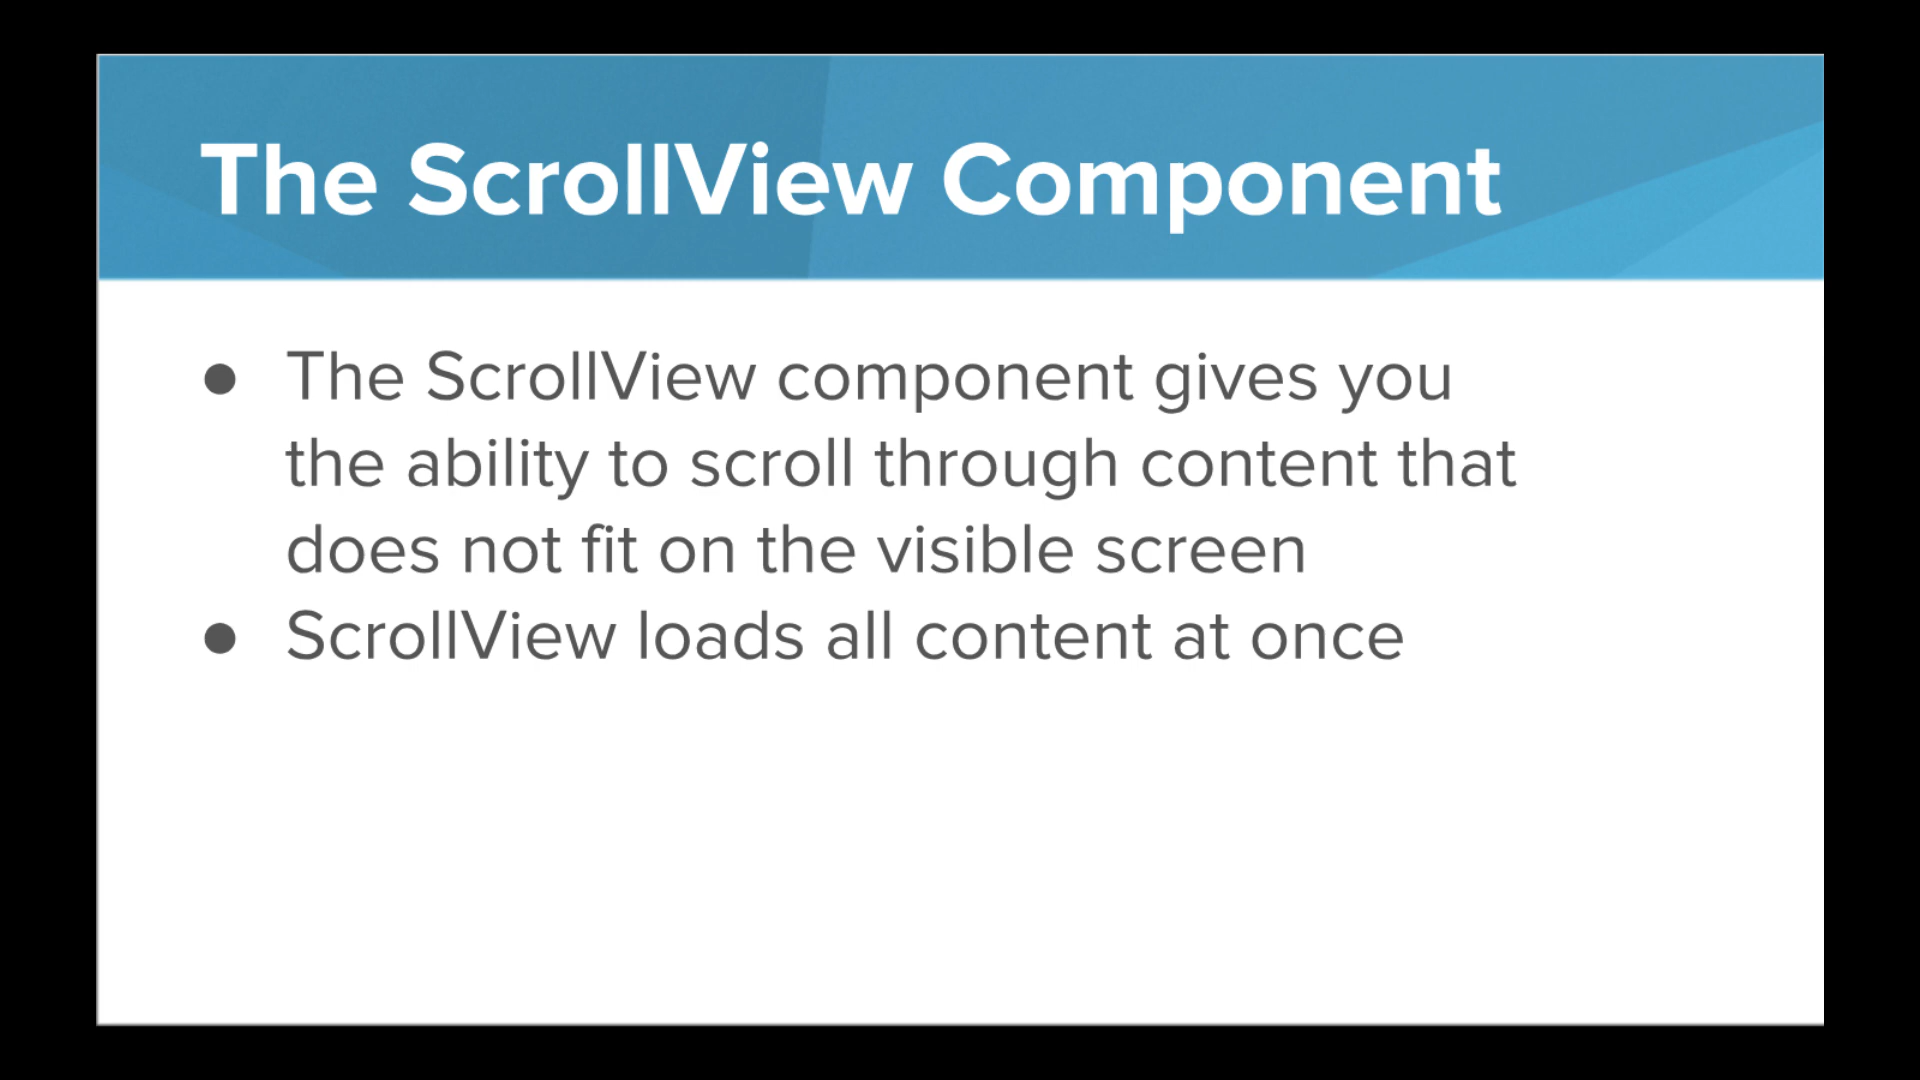 The ScrollView Component
● The ScrollView component gives you
the ability to scroll through content that
does not fit on the visible screen
● ScrollView loads all content at once